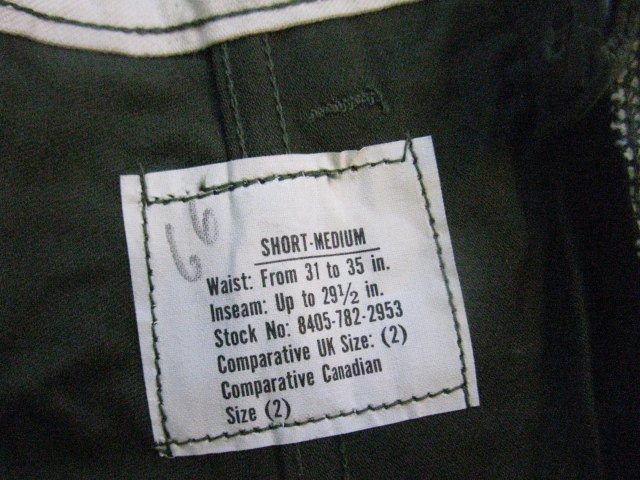 66
SHORT-MEDIUM
Waist: From 31 to 35 in.
Inseam: Up to 29½ in.
Stock No: 8405-782-2953
Comparative UK Size: (2)
Comparative Canadian
Size (2)